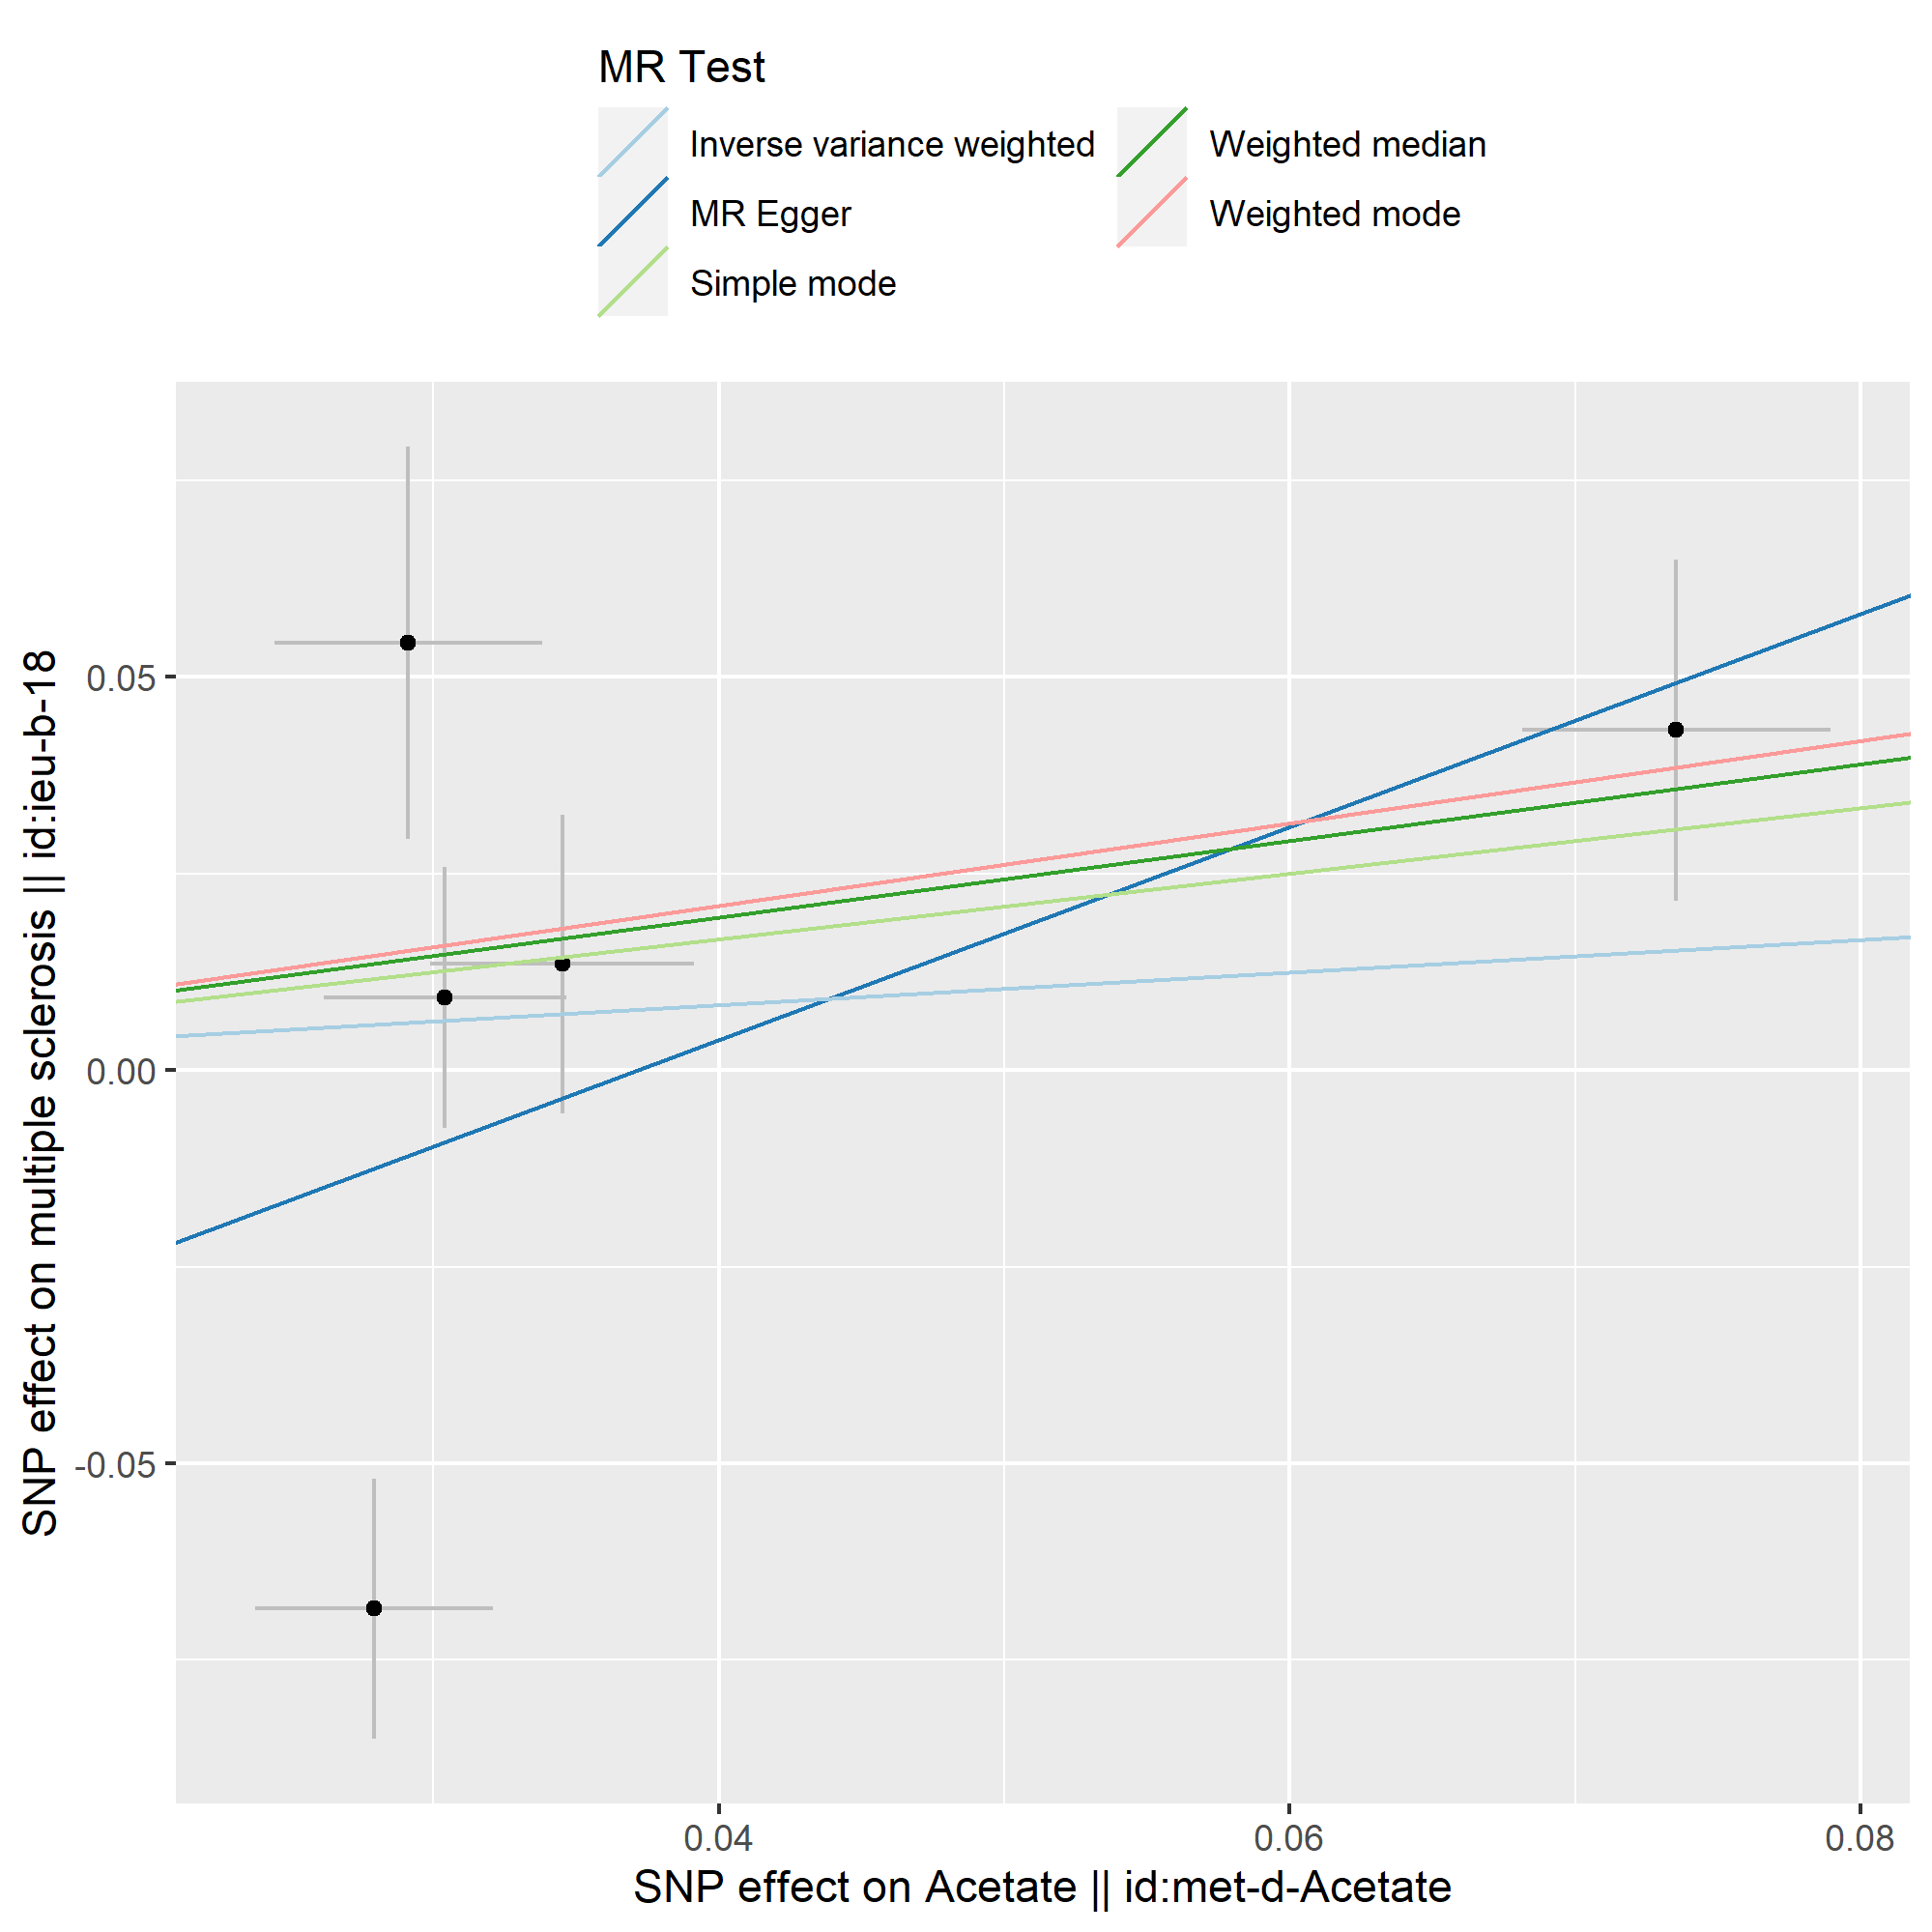 MR Test
Inverse variance weighted
Weighted median
MR Egger
Weighted mode
Simple mode
SNP effect on multiple sclerosis || id:ieu-b-18
0.05
0.00
-0.05
0.04
0.06
0.08
SNP effect on Acetate || id:met-d-Acetate